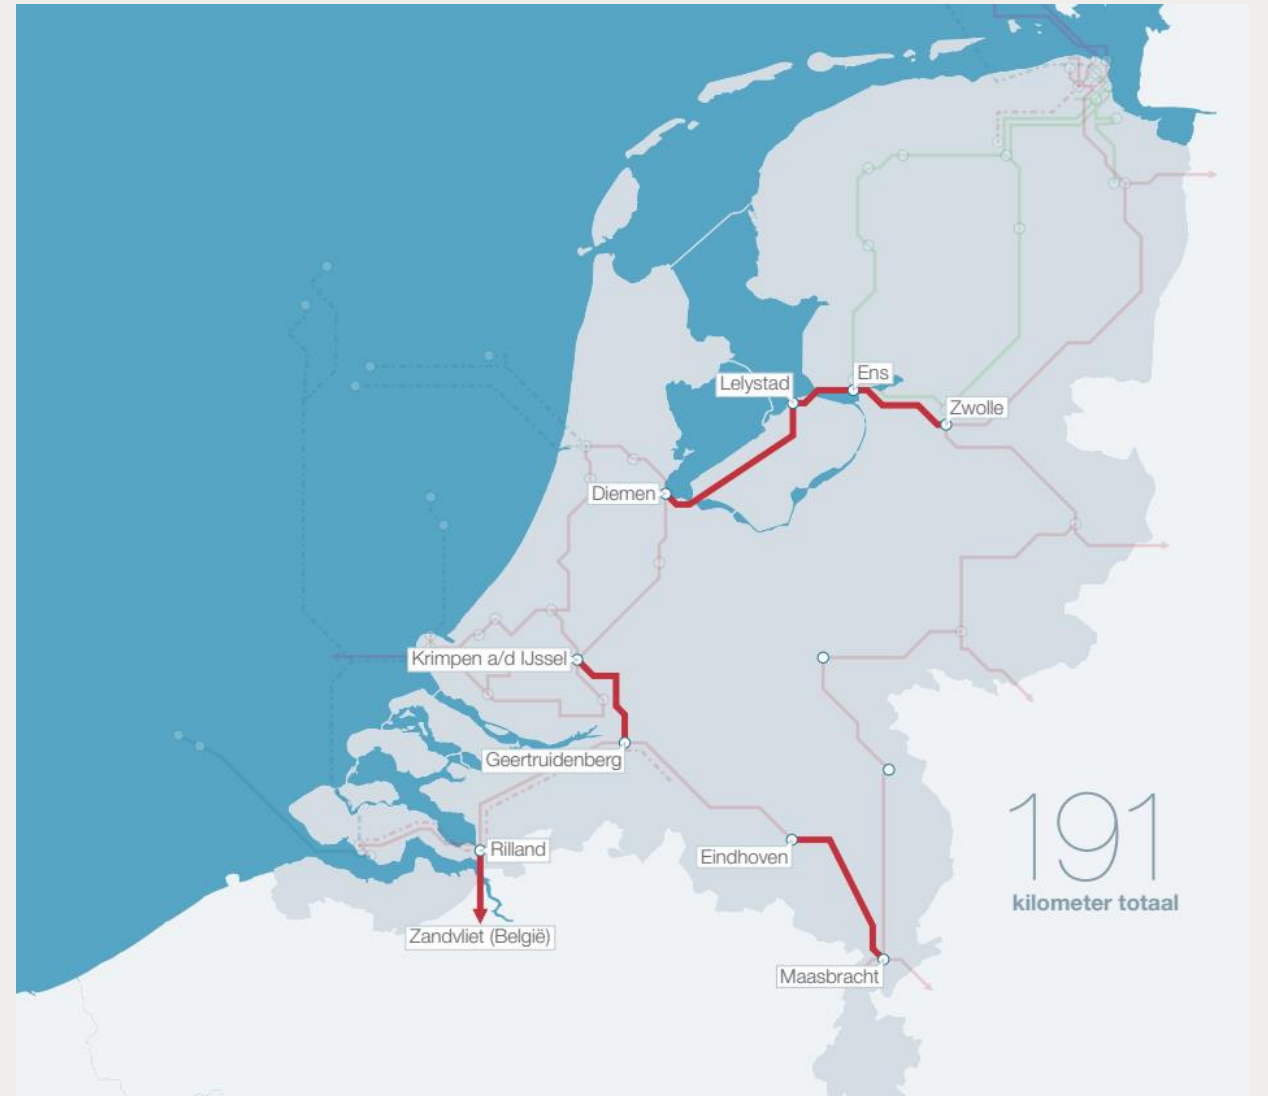 Ens
Lelystad
Zwolle
Diemen
Krimpen a/d IJssel
Geertruidenberg
Rilland
Eindhoven
Zandvliet (België)
Maasbracht
191
kilometer totaal